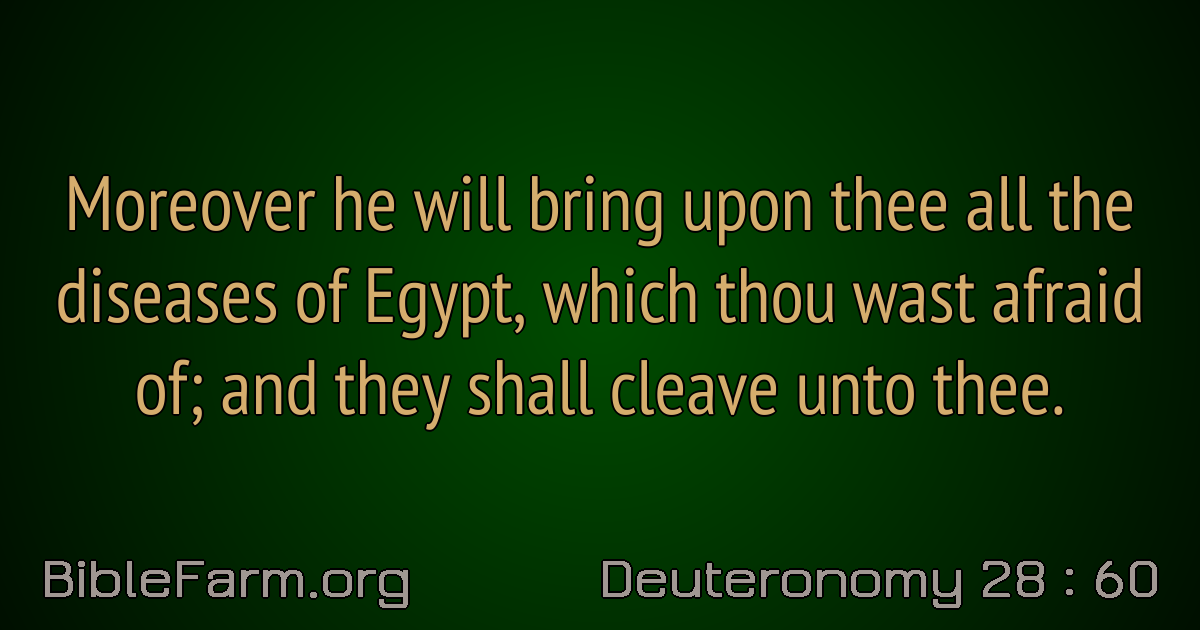 Moreover he will bring upon thee all the
diseases of Egypt, which thou wast afraid
of; and they shall cleave unto thee.
BibleFarm.org
Deuteronomy 28 : 60